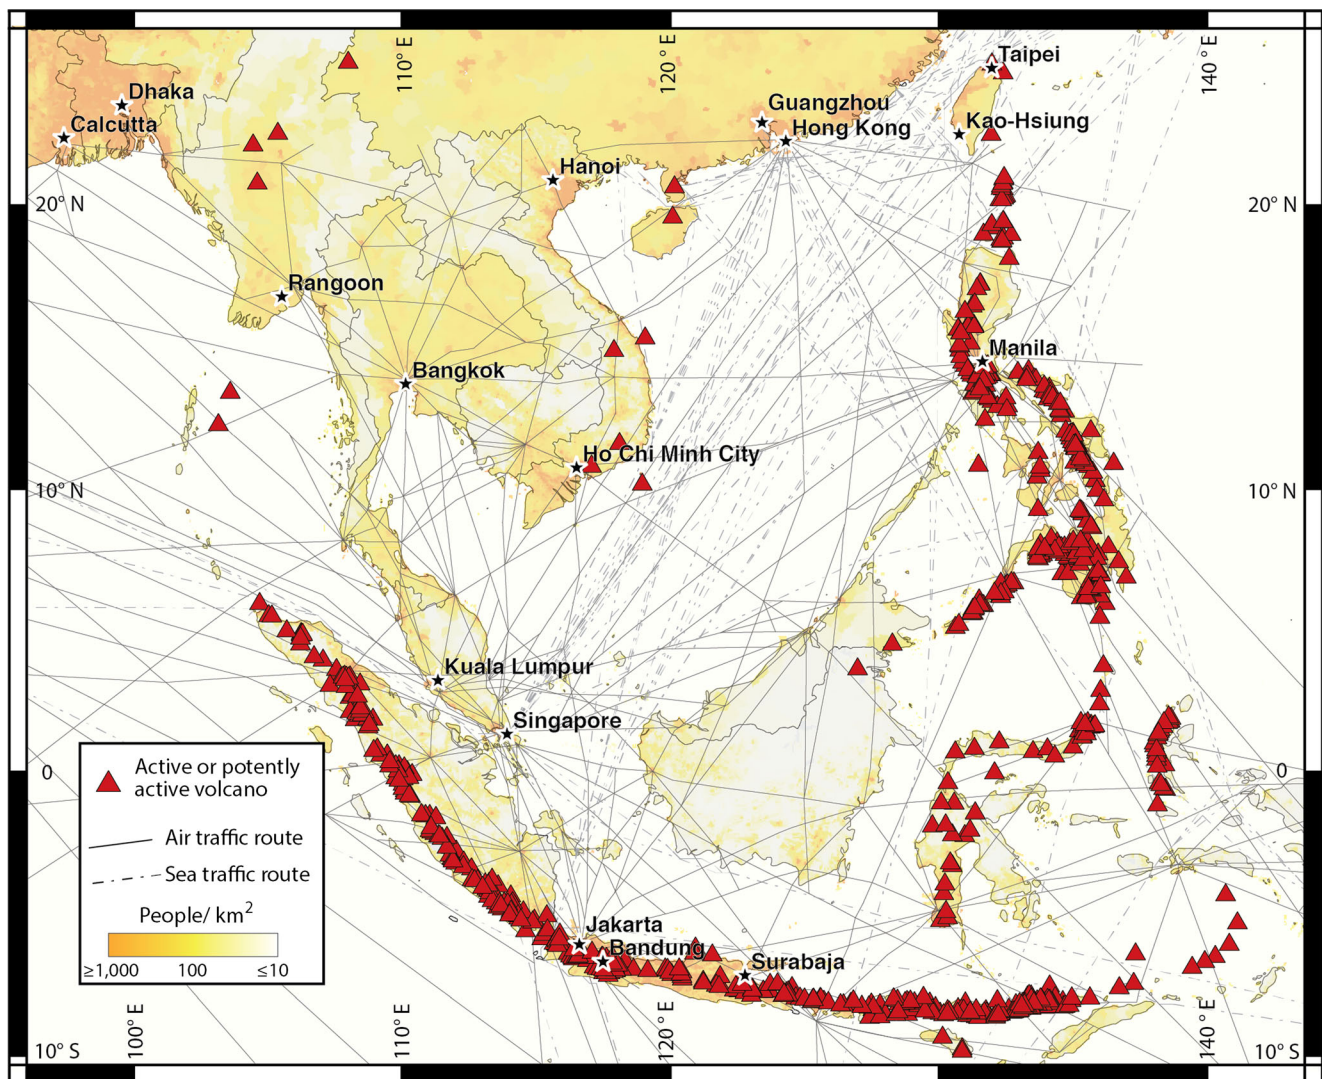 110° E
120° E
140° E
Taipei
Dhaka
Guangzhou
Calcutta
Kao-Hsiung
Hong Kong
Hanoi
20° N
20° N
Rangoon
Manila
Bangkok
Ho Chi Minh City
10° N
10° N
Kuala Lumpur
Singapore
0
0
Active or potently
active volcano
Air traffic route
Sea traffic route
People/ km2
≥1,000
100
≤10
Jakarta
Bandung
Surabaja
10° S
10° S
100° E
110° E
120° E
140° E